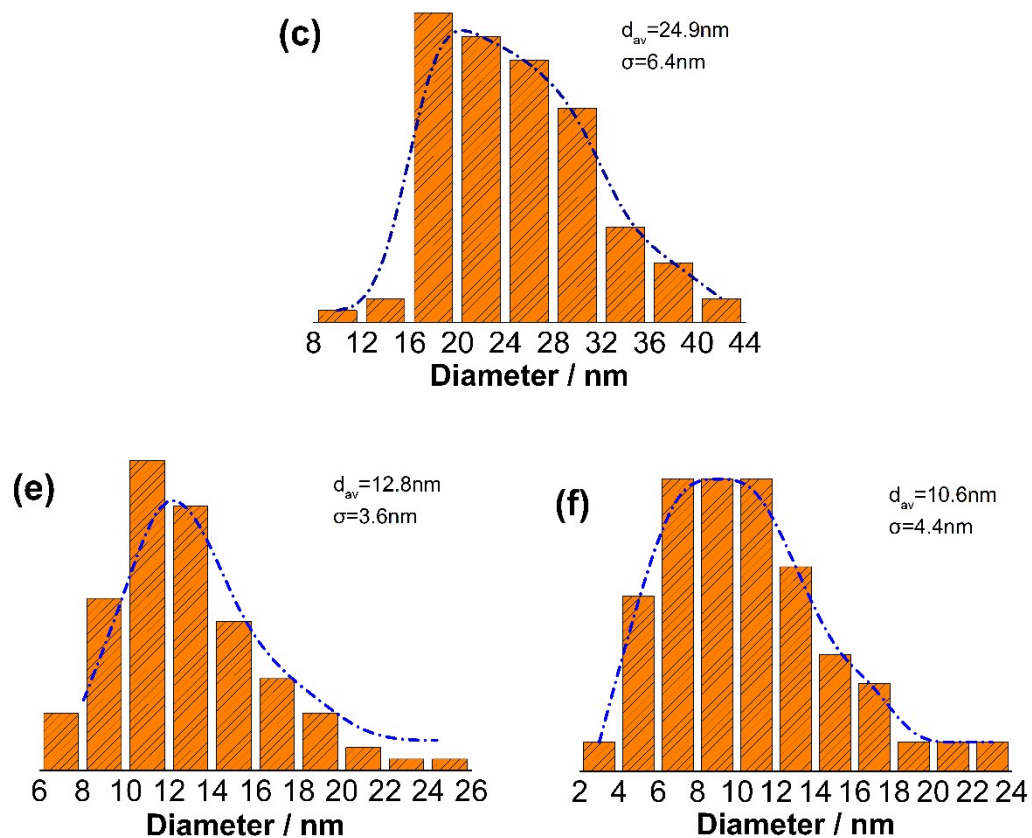 (c)
d_av=24.9nm
σ=6.4nm
8 12 16 20 24 28 32 36 40 44
Diameter / nm
(e)
d_av=12.8nm
σ=3.6nm
6 8 10 12 14 16 18 20 22 24 26
Diameter / nm
(f)
d_av=10.6nm
σ=4.4nm
2 4 6 8 10 12 14 16 18 20 22 24
Diameter / nm